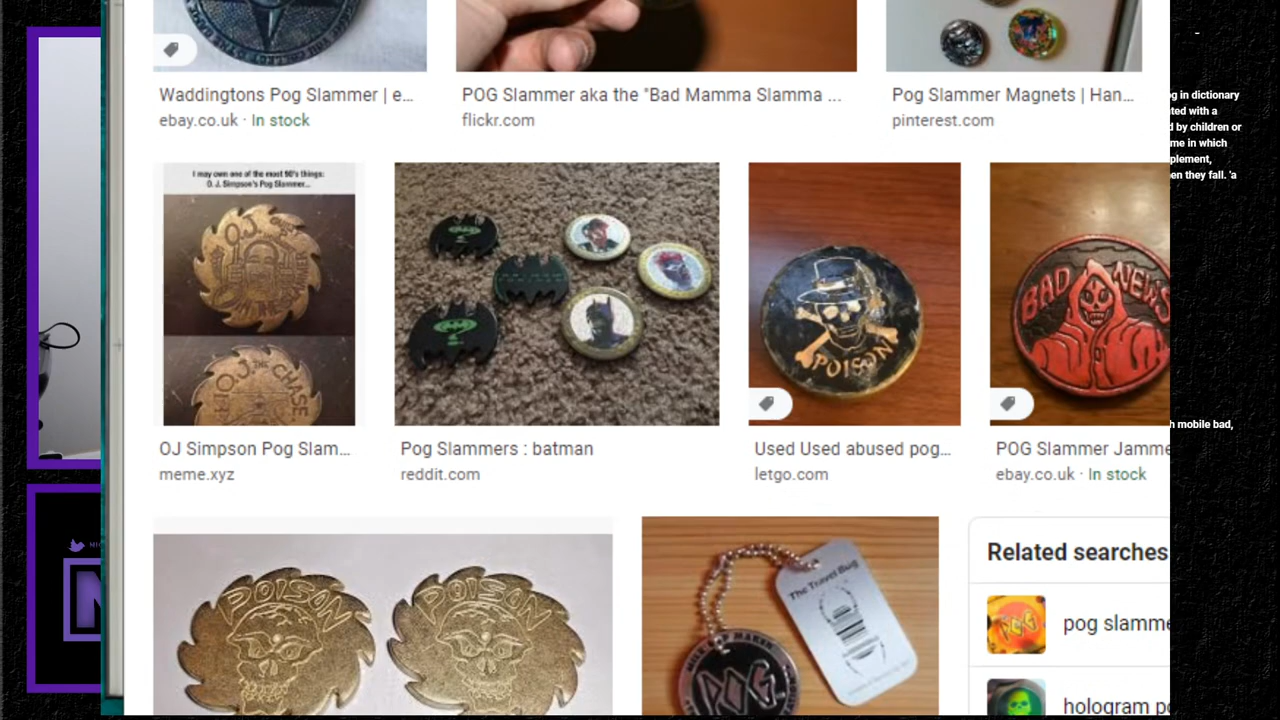 Waddingtons Pog Slammer | e...
ebay.co.uk · In stock
POG Slammer aka the "Bad Mamma Slamma ...
flickr.com
Pog Slammer Magnets | Han...
pinterest.com
-
g in dictionary
ted with a
d by children or
me in which
plement,
en they fall. 'a
I may own one of the most 90's things:
O. J. Simpson's Pog Slammer...
OJ
OJ THE CHASE
POISON
BAD NEWS
OJ Simpson Pog Slam...
meme.xyz
Pog Slammers : batman
reddit.com
Used Used abused pog...
letgo.com
POG Slammer Jamme
ebay.co.uk · In stock
h mobile bad,
POISON
POISON
The Travel Bug
POG
Related searches
POG
pog slamme
hologram po
N